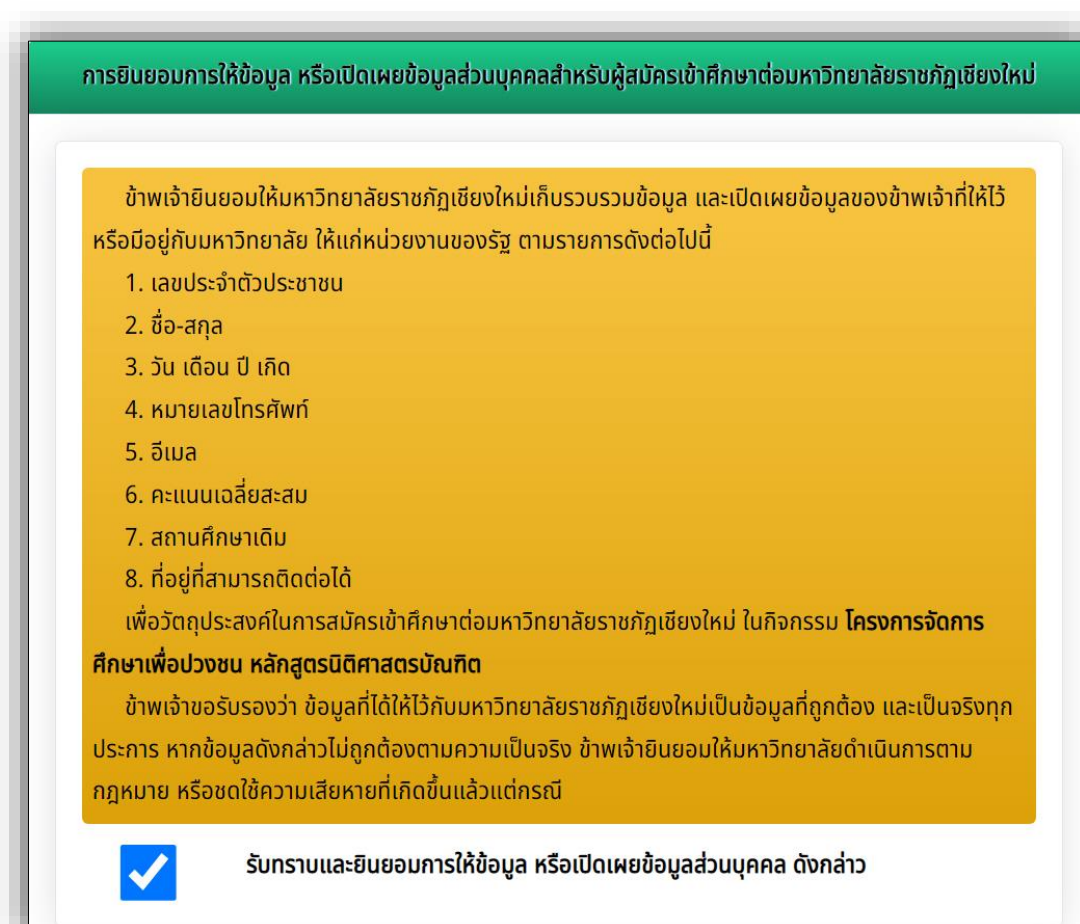 การยินยอมการให้ข้อมูล หรือเปิดเผยข้อมูลส่วนบุคคลสำหรับผู้สมัครเข้าศึกษาต่อมหาวิทยาลัยราชภัฏเชียงใหม่
ข้าพเจ้ายินยอมให้มหาวิทยาลัยราชภัฏเชียงใหม่เก็บรวบรวมข้อมูล และเปิดเผยข้อมูลของข้าพเจ้าที่ให้ไว้
หรือมีอยู่กับมหาวิทยาลัย ให้แก่หน่วยงานของรัฐ ตามรายการดังต่อไปนี้
1. เลขประจำตัวประชาชน
2. ชื่อ-สกุล
3. วัน เดือน ปี เกิด
4. หมายเลขโทรศัพท์
5. อีเมล
6. คะแนนเฉลี่ยสะสม
7. สถานศึกษาเดิม
8. ที่อยู่ที่สามารถติดต่อได้
เพื่อวัตถุประสงค์ในการสมัครเข้าศึกษาต่อมหาวิทยาลัยราชภัฏเชียงใหม่ ในกิจกรรม โครงการจัดการ
ศึกษาเพื่อปวงชน หลักสูตรนิติศาสตรบัณฑิต
ข้าพเจ้าขอรับรองว่า ข้อมูลที่ได้ให้ไว้กับมหาวิทยาลัยราชภัฏเชียงใหม่เป็นข้อมูลที่ถูกต้อง และเป็นจริงทุก
ประการ หากข้อมูลดังกล่าวไม่ถูกต้องตามความเป็นจริง ข้าพเจ้ายินยอมให้มหาวิทยาลัยดำเนินการตาม
กฎหมาย หรือชดใช้ความเสียหายที่เกิดขึ้นแล้วแต่กรณี
รับทราบและยินยอมการให้ข้อมูล หรือเปิดเผยข้อมูลส่วนบุคคล ดังกล่าว